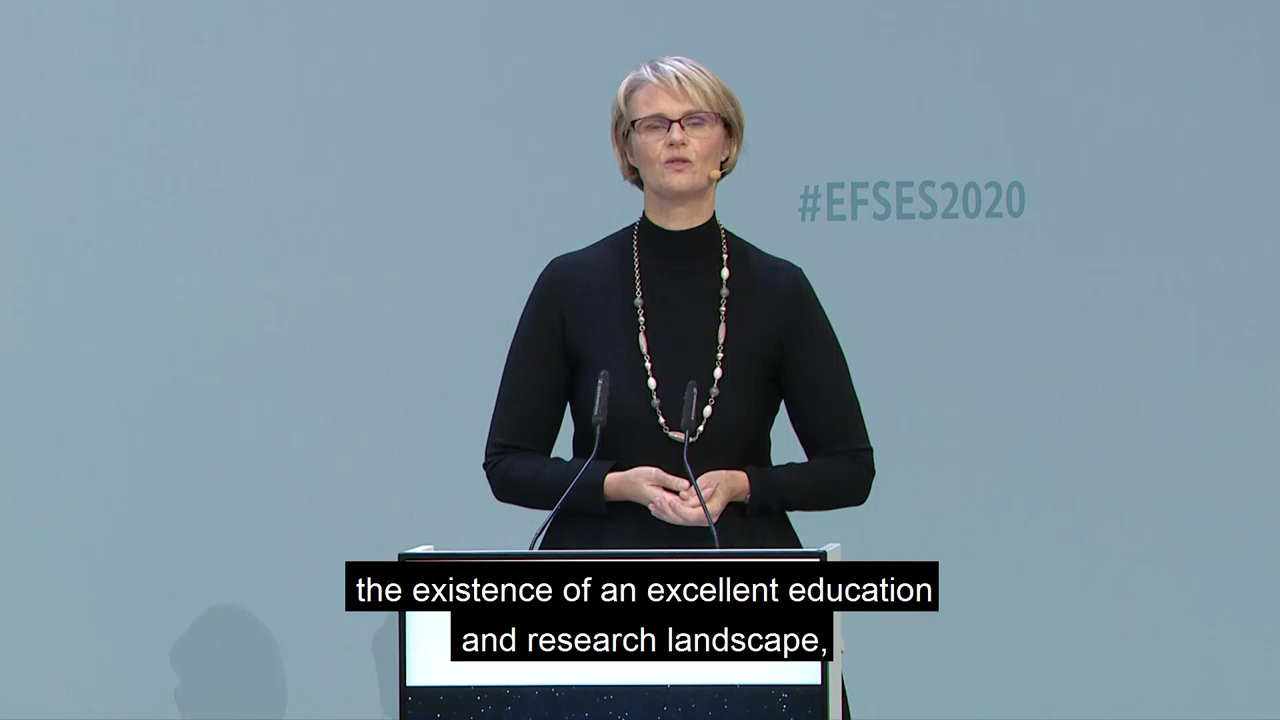 #EFSES2020
the existence of an excellent education
and research landscape,